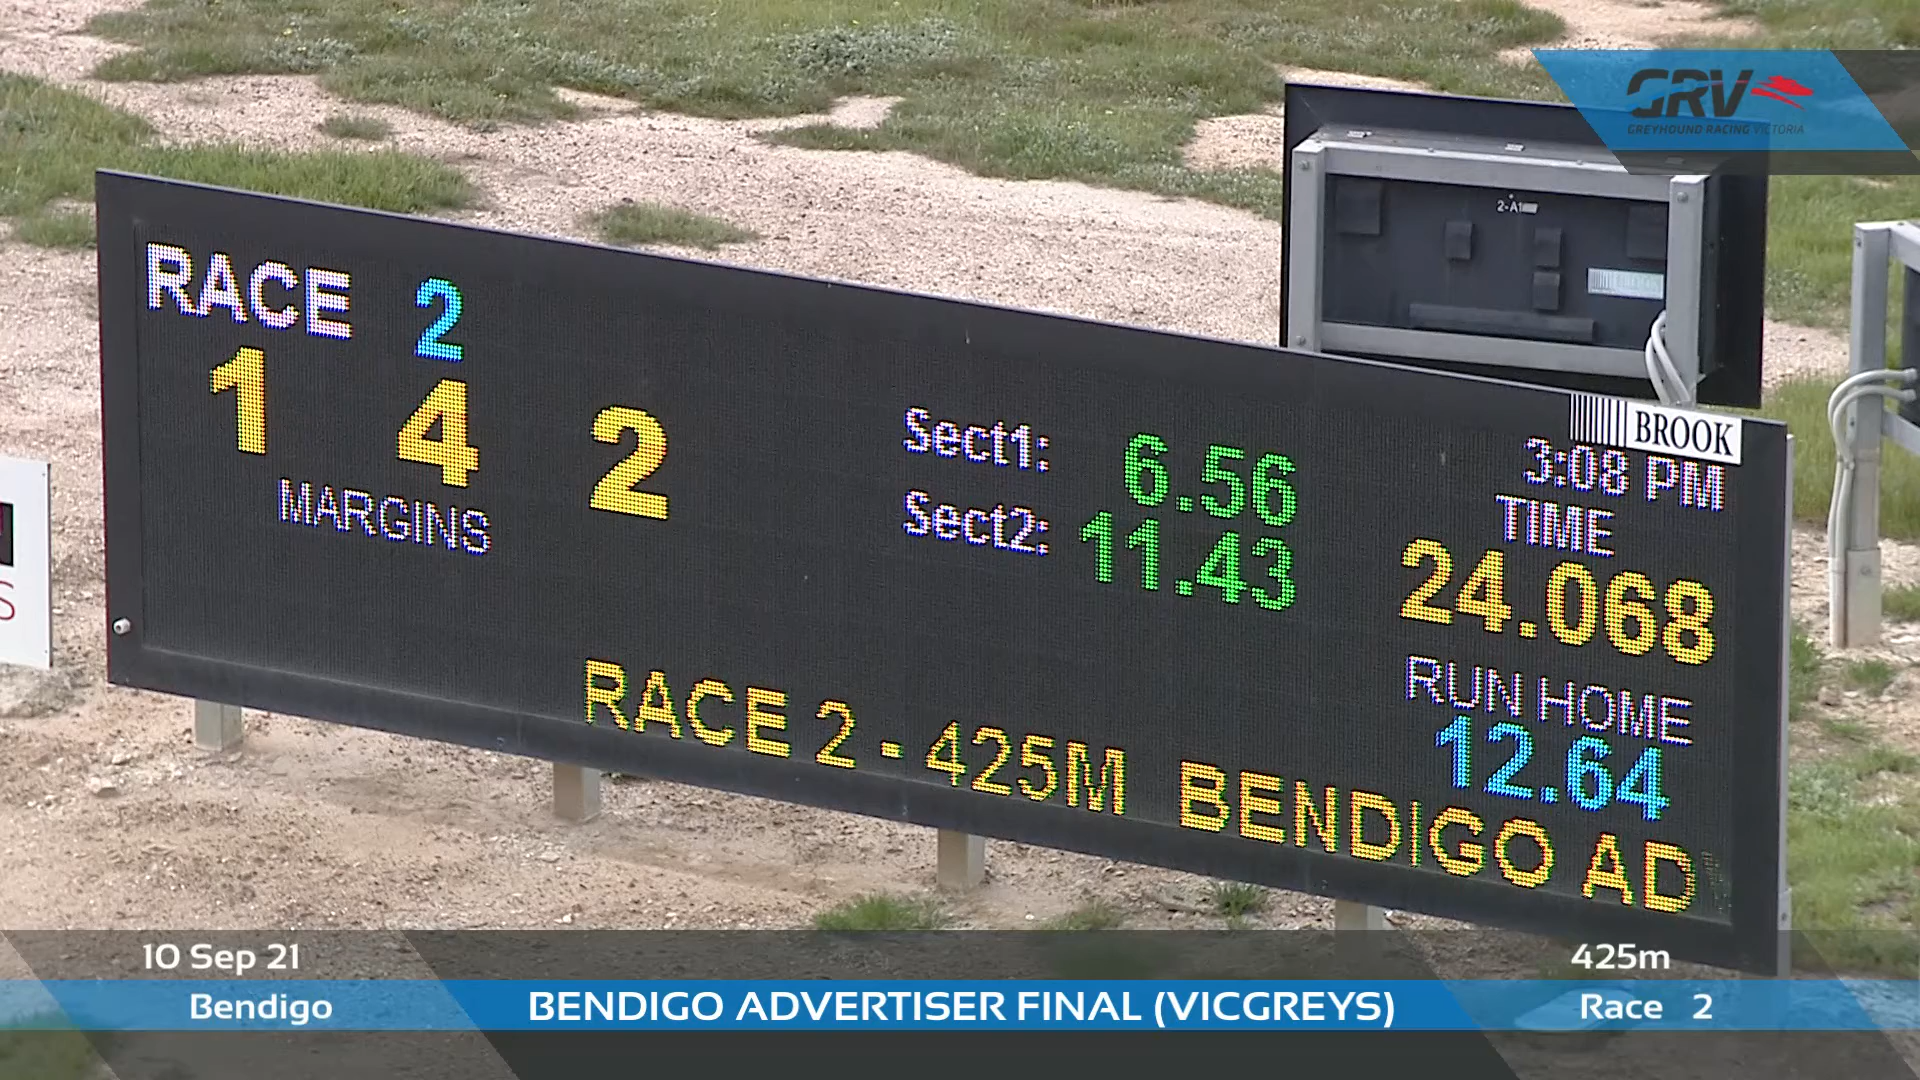 GRV
GREYHOUND RACING VICTORIA
2-A1
BROOK
RACE 2
3:08 PM
1 4 2
Sect1: 6.56
TIME
MARGINS
Sect2: 11.43
24.068
RUN HOME
12.64
RACE 2 - 425M BENDIGO AD
S
10 Sep 21
425m
Bendigo
BENDIGO ADVERTISER FINAL (VICGREYS)
Race 2